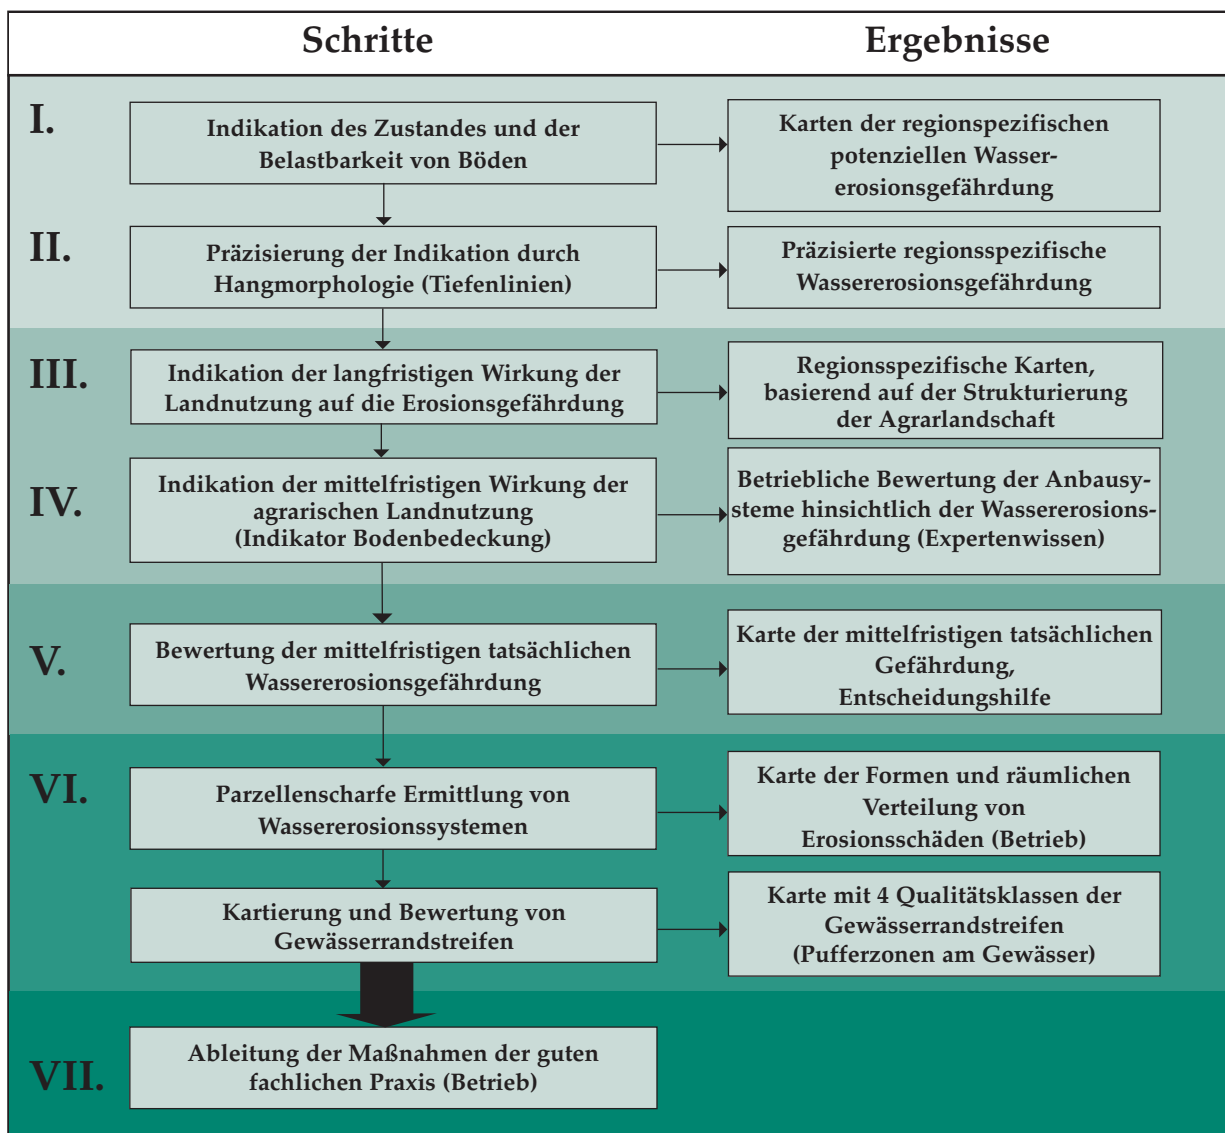 Schritte
Ergebnisse
I.
Indikation des Zustandes und der
Belastbarkeit von Böden
Karten der regionspezifischen
potenziellen Wasser-
erosionsgefährdung
II.
Präzisierung der Indikation durch
Hangmorphologie (Tiefenlinien)
Präzisierte regionsspezifische
Wassererosionsgefährdung
III.
Indikation der langfristigen Wirkung der
Landnutzung auf die Erosionsgefährdung
Regionsspezifische Karten,
basierend auf der Strukturierung
der Agrarlandschaft
IV.
Indikation der mittelfristigen Wirkung der
agrarischen Landnutzung
(Indikator Bodenbedeckung)
Betriebliche Bewertung der Anbausy-
steme hinsichtlich der Wassererosions-
gefährdung (Expertenwissen)
V.
Bewertung der mittelfristigen tatsächlichen
Wassererosionsgefährdung
Karte der mittelfristigen tatsächlichen
Gefährdung,
Entscheidungshilfe
VI.
Parzellenscharfe Ermittlung von
Wassererosionssystemen
Karte der Formen und räumlichen
Verteilung von
Erosionsschäden (Betrieb)
Kartierung und Bewertung von
Gewässerrandstreifen
Karte mit 4 Qualitätsklassen der
Gewässerrandstreifen
(Pufferzonen am Gewässer)
VII.
Ableitung der Maßnahmen der guten
fachlichen Praxis (Betrieb)